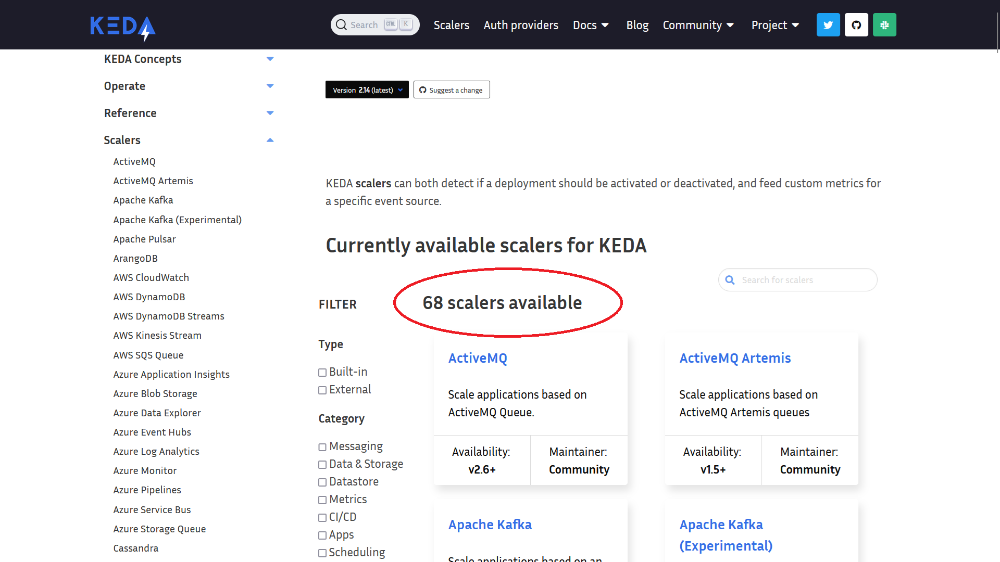 KEDA
Search CTRL K
Scalers
Auth providers
Docs
Blog
Community
Project
KEDA Concepts
Operate
Reference
Scalers
ActiveMQ
ActiveMQ Artemis
Apache Kafka
Apache Kafka (Experimental)
Apache Pulsar
ArangoDB
AWS CloudWatch
AWS DynamoDB
AWS DynamoDB Streams
AWS Kinesis Stream
AWS SQS Queue
Azure Application Insights
Azure Blob Storage
Azure Data Explorer
Azure Event Hubs
Azure Log Analytics
Azure Monitor
Azure Pipelines
Azure Service Bus
Azure Storage Queue
Cassandra
Version 2.14 (latest)
Suggest a change
KEDA scalers can both detect if a deployment should be activated or deactivated, and feed custom metrics for
a specific event source.
Currently available scalers for KEDA
Search for scalers
FILTER
68 scalers available
Type
Built-in
External
Category
Messaging
Data & Storage
Datastore
Metrics
CI/CD
Apps
Scheduling
ActiveMQ
Scale applications based on
ActiveMQ Queue.
Availability:
v2.6+
Maintainer:
Community
ActiveMQ Artemis
Scale applications based on
ActiveMQ Artemis queues
Availability:
v1.5+
Maintainer:
Community
Apache Kafka
Scale applications based on an
Apache Kafka
(Experimental)